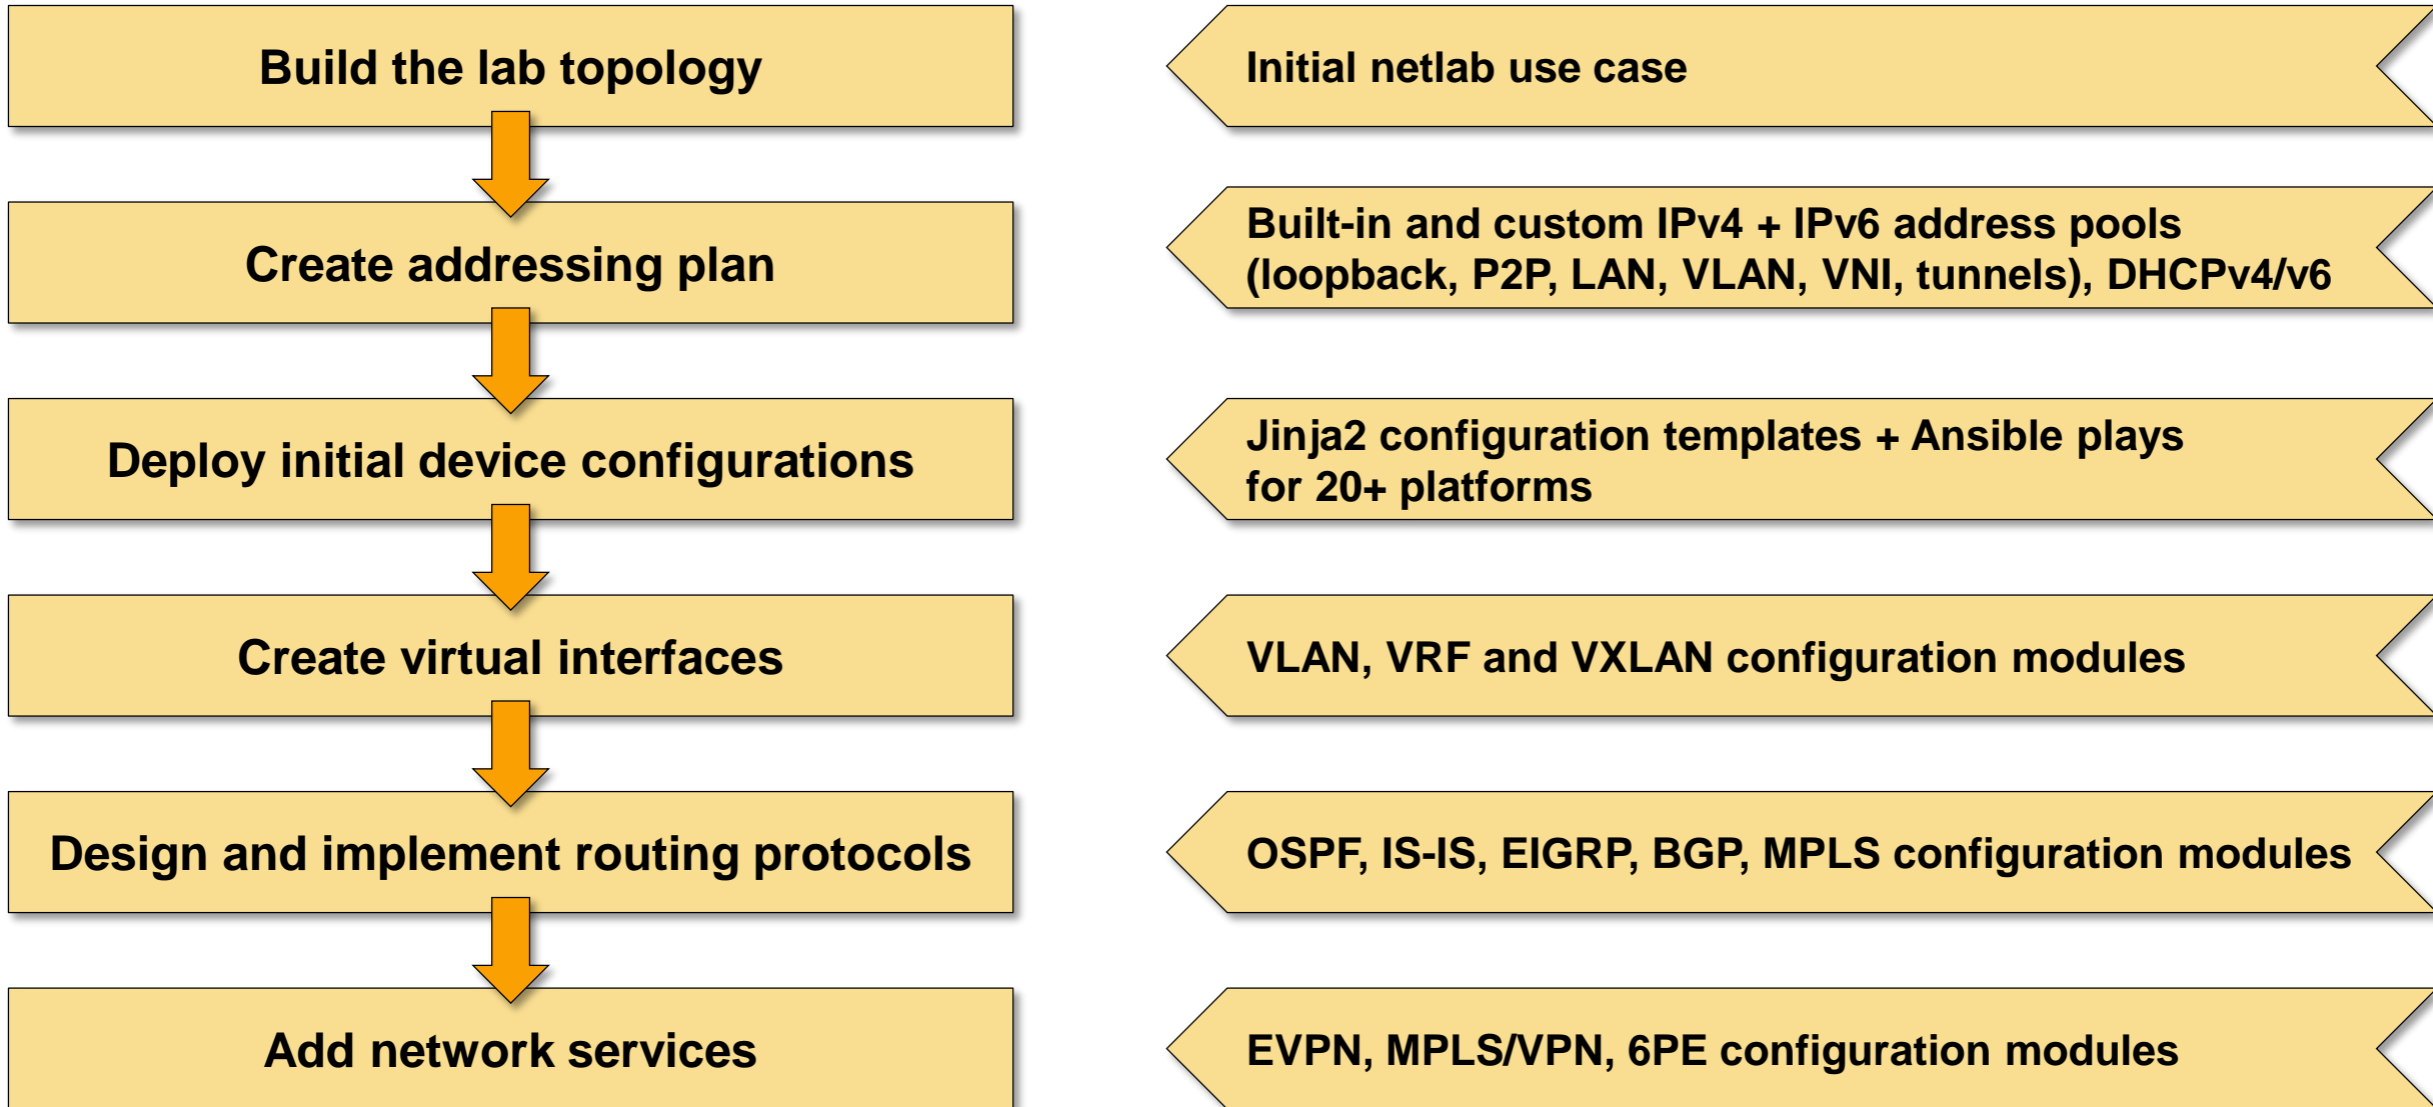 Build the lab topology
Initial netlab use case
Create addressing plan
Built-in and custom IPv4 + IPv6 address pools
(loopback, P2P, LAN, VLAN, VNI, tunnels), DHCPv4/v6
Deploy initial device configurations
Jinja2 configuration templates + Ansible plays
for 20+ platforms
Create virtual interfaces
VLAN, VRF and VXLAN configuration modules
Design and implement routing protocols
OSPF, IS-IS, EIGRP, BGP, MPLS configuration modules
Add network services
EVPN, MPLS/VPN, 6PE configuration modules